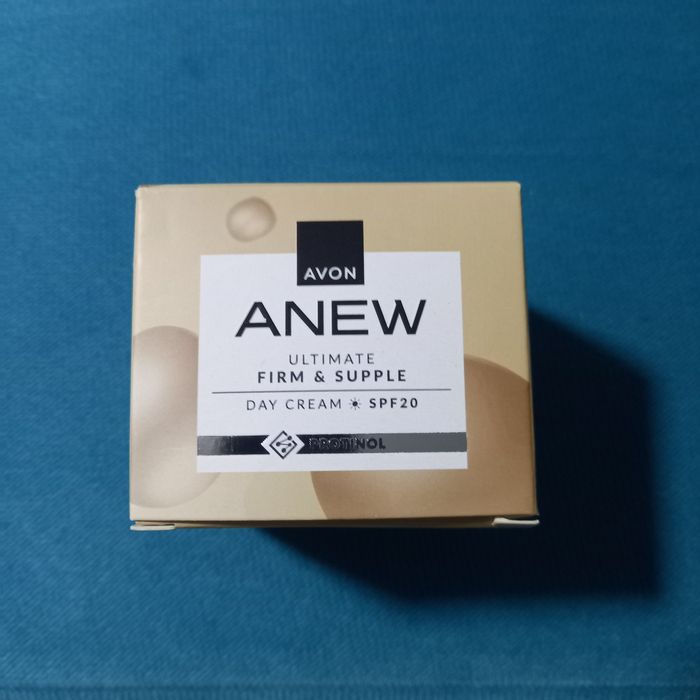 AVON
ANEW
ULTIMATE
FIRM & SUPPLE
DAY CREAM ☀ SPF20
PROTINOL